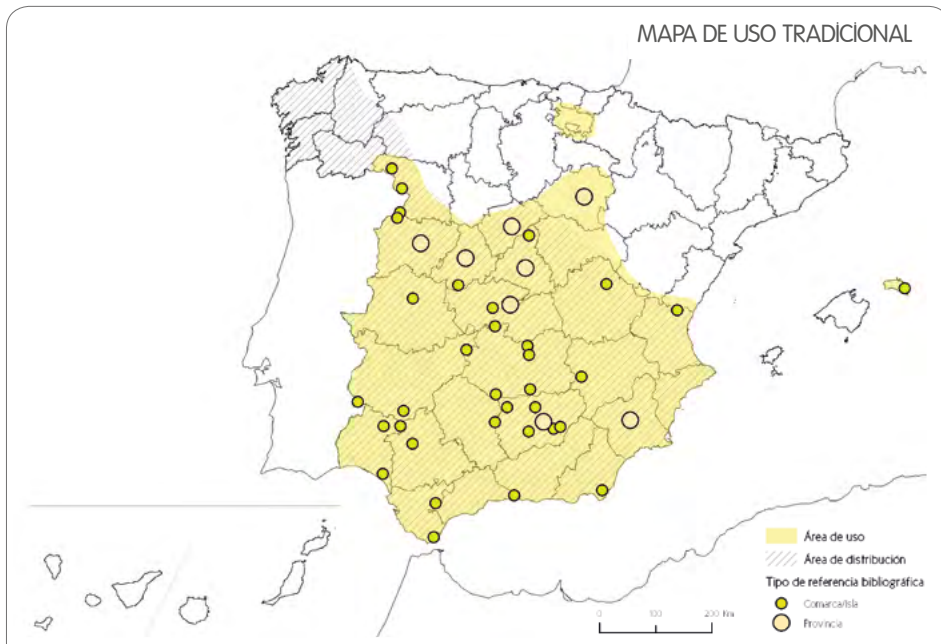 MAPA DE USO TRADICIONAL
Área de uso
Área de distribución
Tipo de referencia bibliográfica
Comarca/Isla
Provincia
0 100 200 Km